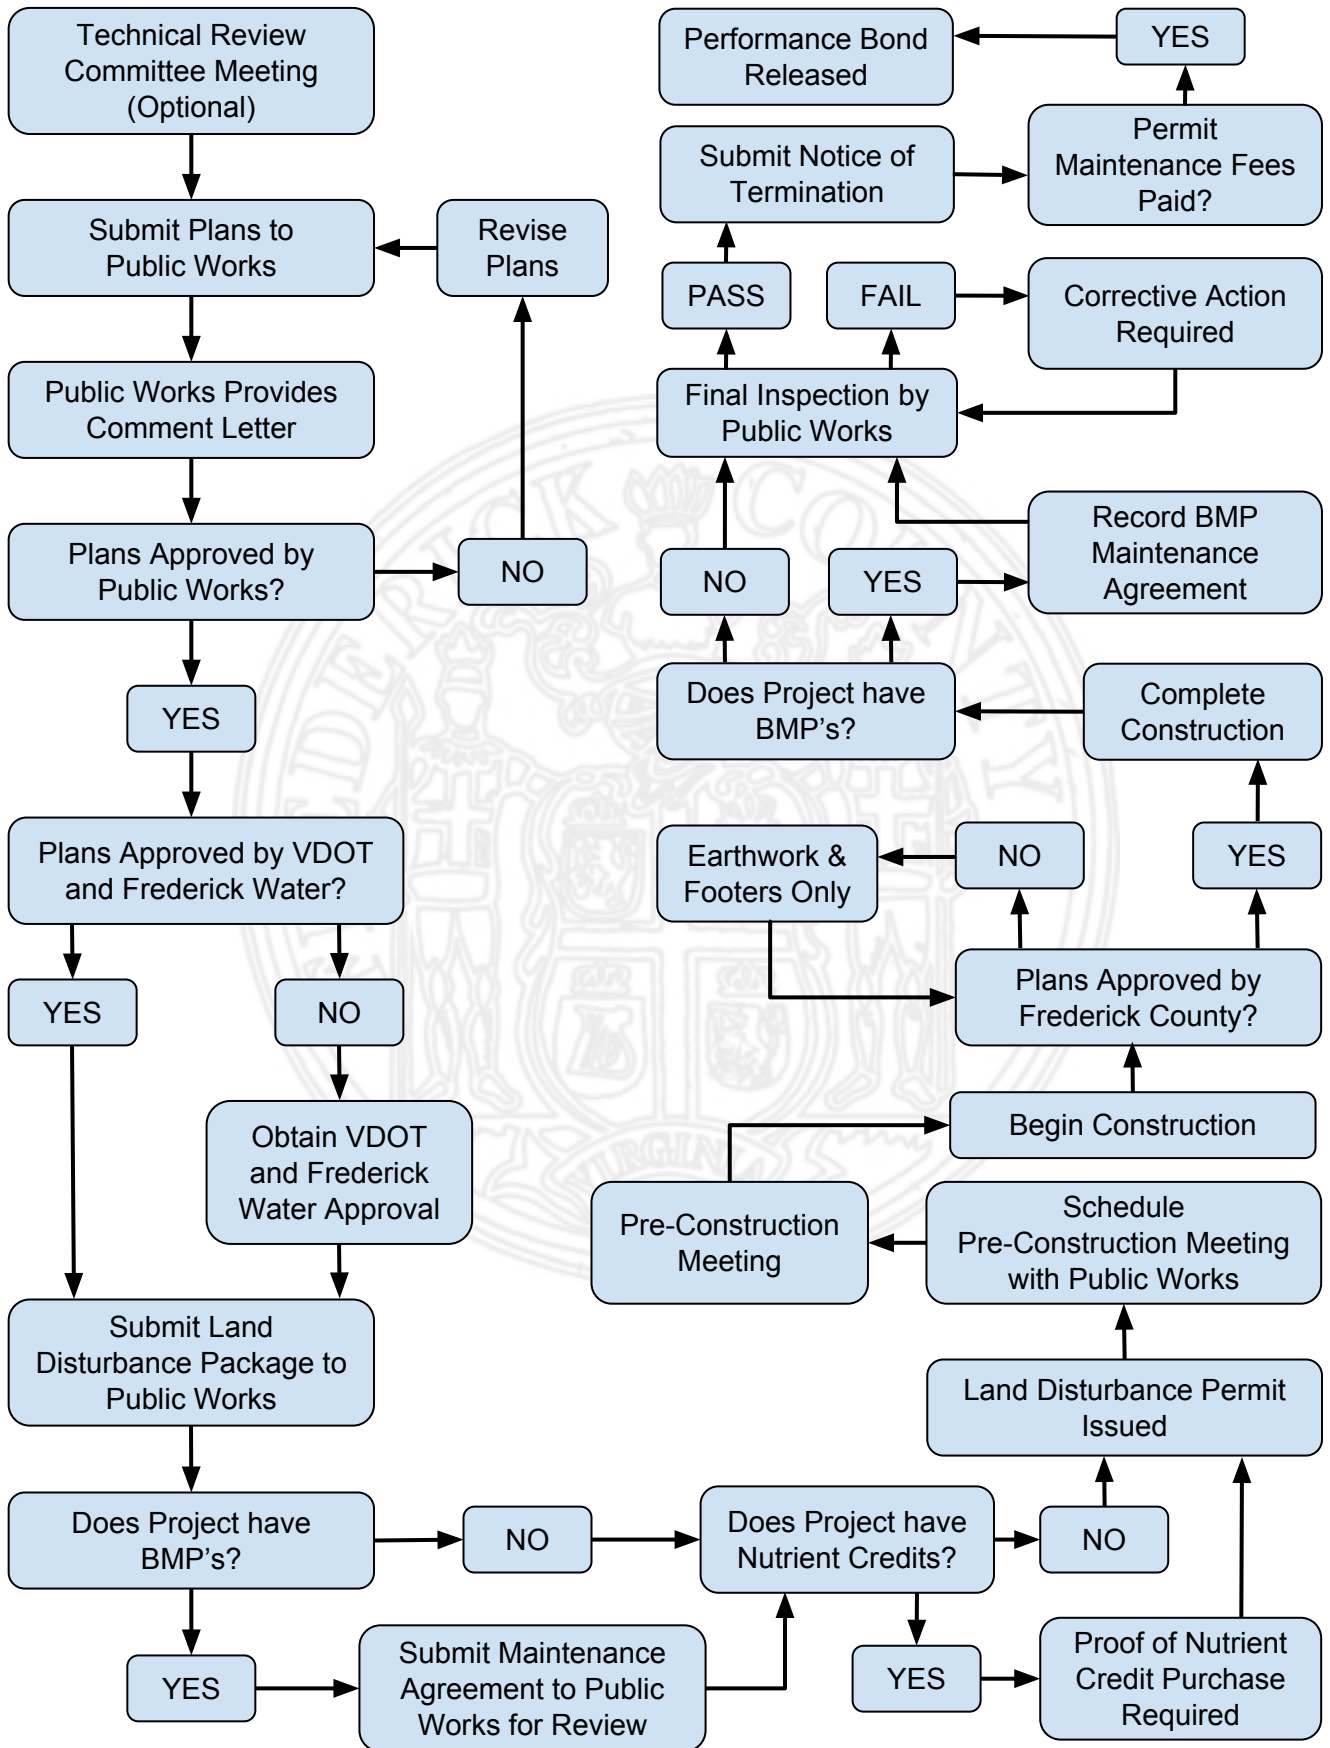 Technical Review
Committee Meeting
(Optional)
Submit Plans to
Public Works
Revise
Plans
Public Works Provides
Comment Letter
Plans Approved by
Public Works?
NO
YES
Plans Approved by VDOT
and Frederick Water?
YES
NO
Obtain VDOT
and Frederick
Water Approval
Submit Land
Disturbance Package to
Public Works
Does Project have
BMP's?
NO
YES
Submit Maintenance
Agreement to Public
Works for Review
Does Project have
Nutrient Credits?
NO
YES
Proof of Nutrient
Credit Purchase
Required
Land Disturbance Permit
Issued
Schedule
Pre-Construction Meeting
with Public Works
Pre-Construction
Meeting
Begin Construction
Plans Approved by
Frederick County?
NO
YES
Earthwork &
Footers Only
Complete
Construction
Does Project have
BMP's?
NO
YES
Record BMP
Maintenance
Agreement
Final Inspection by
Public Works
PASS
FAIL
Corrective Action
Required
Submit Notice of
Termination
Permit
Maintenance Fees
Paid?
YES
Performance Bond
Released
VIRGINIA